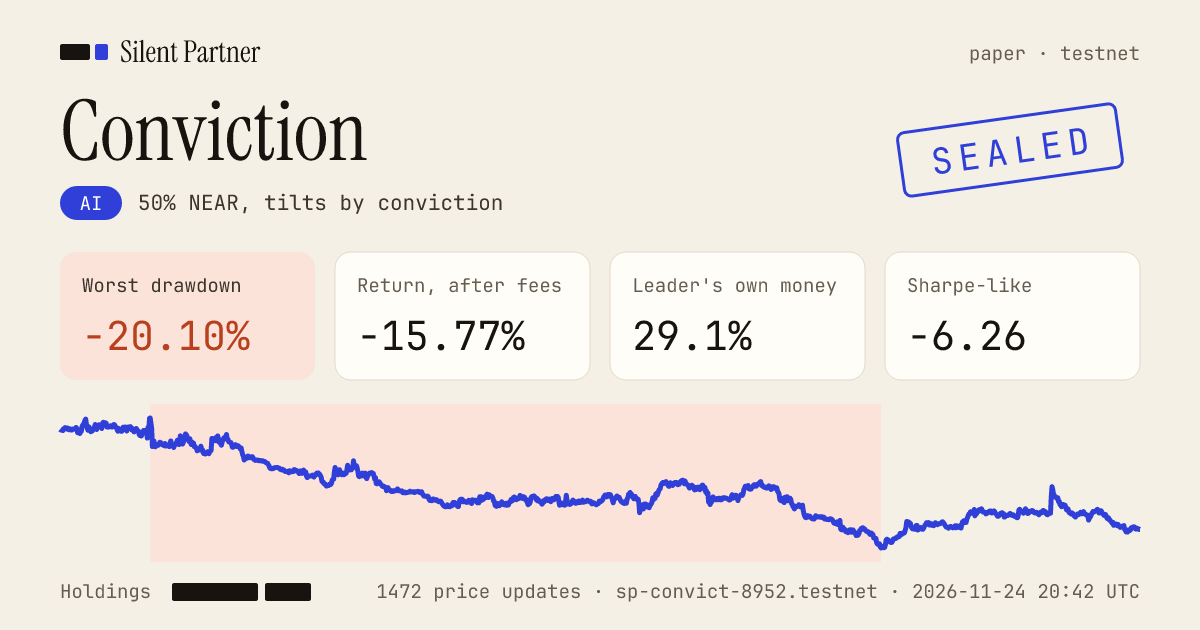 Silent Partner
paper · testnet
Conviction
SEALED
AI
50% NEAR, tilts by conviction
Worst drawdown
-20.10%
Return, after fees
-15.77%
Leader's own money
29.1%
Sharpe-like
-6.26
Holdings
1472 price updates · sp-convict-8952.testnet · 2026-11-24 20:42 UTC